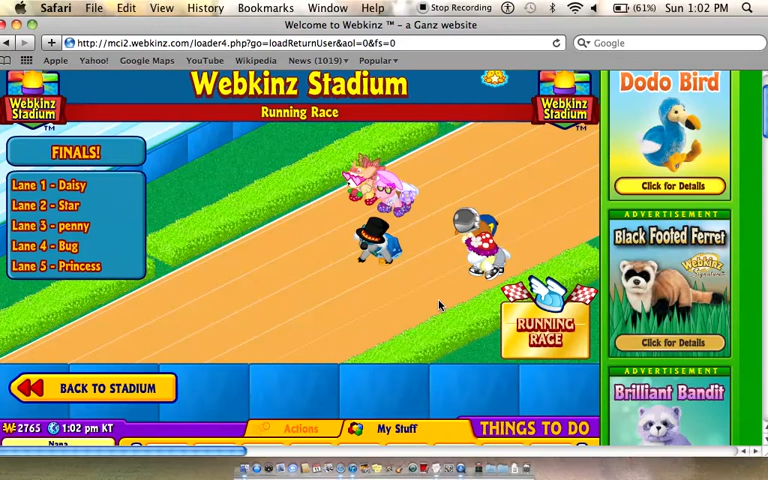 Safari File Edit View History Bookmarks Window Help Stop Recording (61%) Sun 1:02 PM
Welcome to Webkinz ™ – a Ganz website
http://mci2.webkinz.com/loader4.php?go=loadReturnUser&aol=0&fs=0 Google
Apple Yahoo! Google Maps YouTube Wikipedia News (1019) Popular
Webkinz Stadium
Running Race
Webkinz Stadium ™
Webkinz Stadium ™
FINALS!
Lane 1 - Daisy
Lane 2 - Star
Lane 3 - penny
Lane 4 - Bug
Lane 5 - Princess
RUNNING
RACE
BACK TO STADIUM
2765 1:02 pm KT
Actions My Stuff THINGS TO DO
Nana
Dodo Bird
Click for Details
ADVERTISEMENT
Black Footed Ferret
Webkinz
Signature
Click for Details
ADVERTISEMENT
Brilliant Bandit